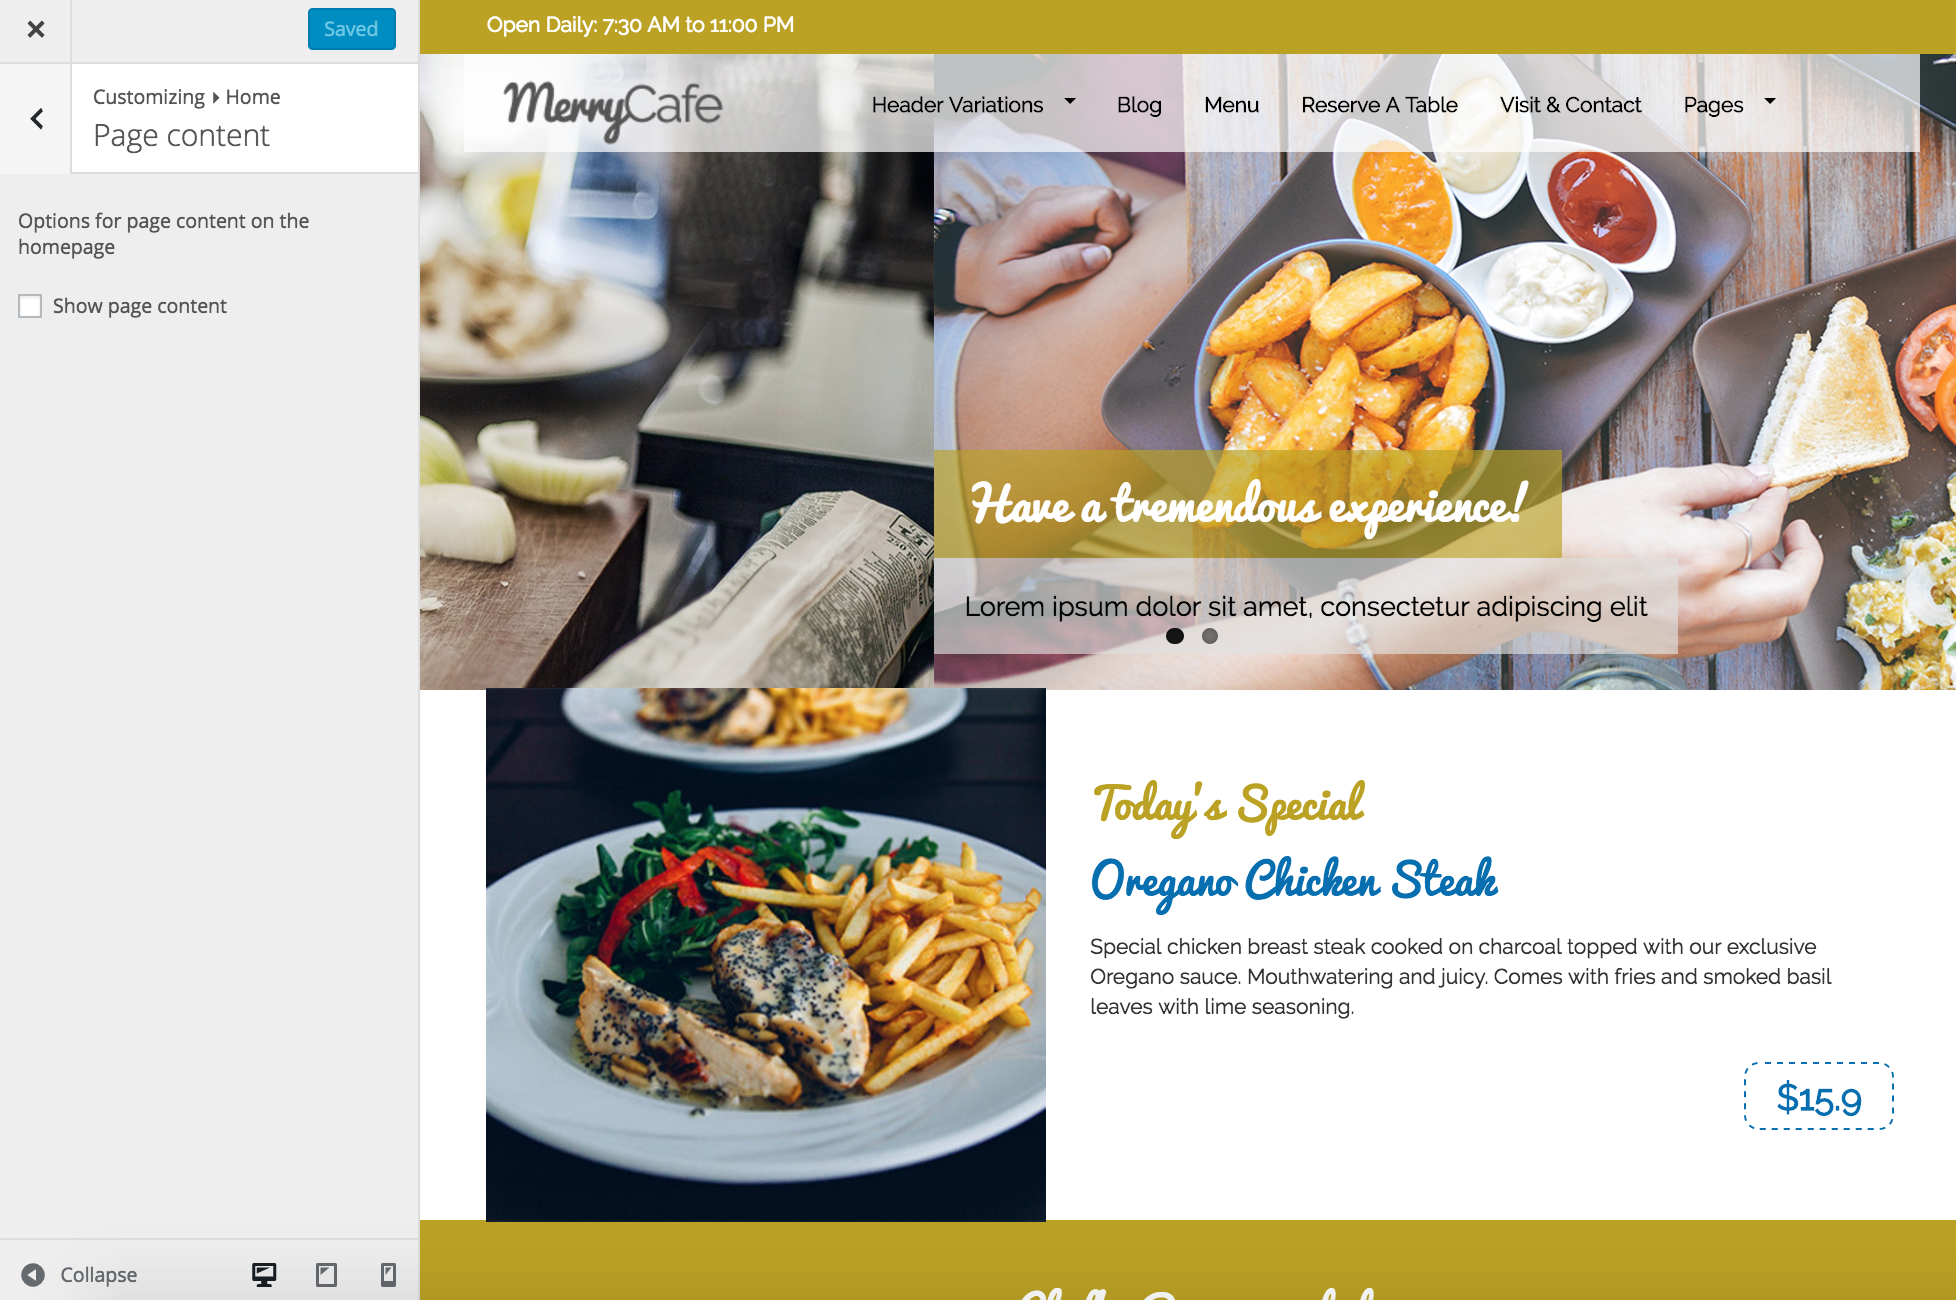 Saved
Customizing Home
Page content
Options for page content on the
homepage
Show page content
Collapse
Open Daily: 7:30 AM to 11:00 PM
MerryCafe
Header Variations Blog Menu Reserve A Table Visit & Contact Pages
Have a tremendous experience!
Lorem ipsum dolor sit amet, consectetur adipiscing elit
Today's Special
Oregano Chicken Steak
Special chicken breast steak cooked on charcoal topped with our exclusive
Oregano sauce. Mouthwatering and juicy. Comes with fries and smoked basil
leaves with lime seasoning.
$15.9